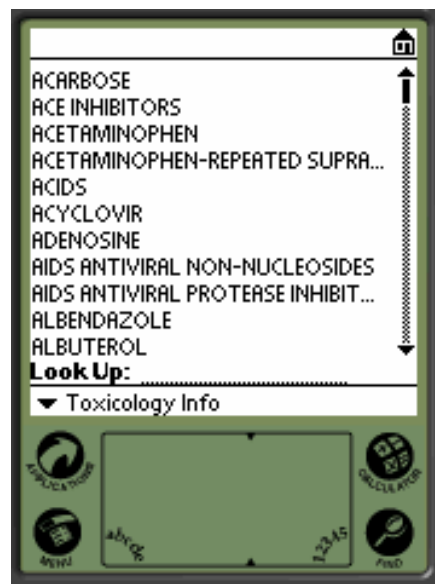 ACARBOSE
ACE INHIBITORS
ACETAMINOPHEN
ACETAMINOPHEN-REPEATED SUPRA...
ACIDS
ACYCLOVIR
ADENOSINE
AIDS ANTIVIRAL NON-NUCLEOSIDES
AIDS ANTIVIRAL PROTEASE INHIBIT...
ALBENDAZOLE
ALBUTEROL
Look Up:
Toxicology Info
APPLICATIONS
CALCULATOR
MENU
abcde
12345
FIND